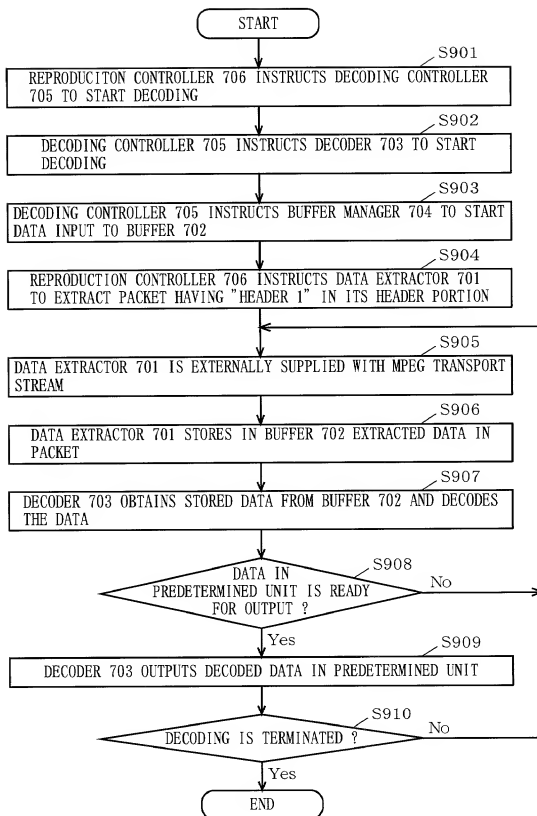 START
S901
REPRODUCITON CONTROLLER 706 INSTRUCTS DECODING CONTROLLER
705 TO START DECODING
S902
DECODING CONTROLLER 705 INSTRUCTS DECODER 703 TO START
DECODING
S903
DECODING CONTROLLER 705 INSTRUCTS BUFFER MANAGER 704 TO START
DATA INPUT TO BUFFER 702
S904
REPRODUCTION CONTROLLER 706 INSTRUCTS DATA EXTRACTOR 701
TO EXTRACT PACKET HAVING "HEADER 1" IN ITS HEADER PORTION
S905
DATA EXTRACTOR 701 IS EXTERNALLY SUPPLIED WITH MPEG TRANSPORT
STREAM
S906
DATA EXTRACTOR 701 STORES IN BUFFER 702 EXTRACTED DATA IN
PACKET
S907
DECODER 703 OBTAINS STORED DATA FROM BUFFER 702 AND DECODES
THE DATA
S908
DATA IN
PREDETERMINED UNIT IS READY
FOR OUTPUT ?
No
Yes
S909
DECODER 703 OUTPUTS DECODED DATA IN PREDETERMINED UNIT
S910
DECODING IS TERMINATED ?
No
Yes
END